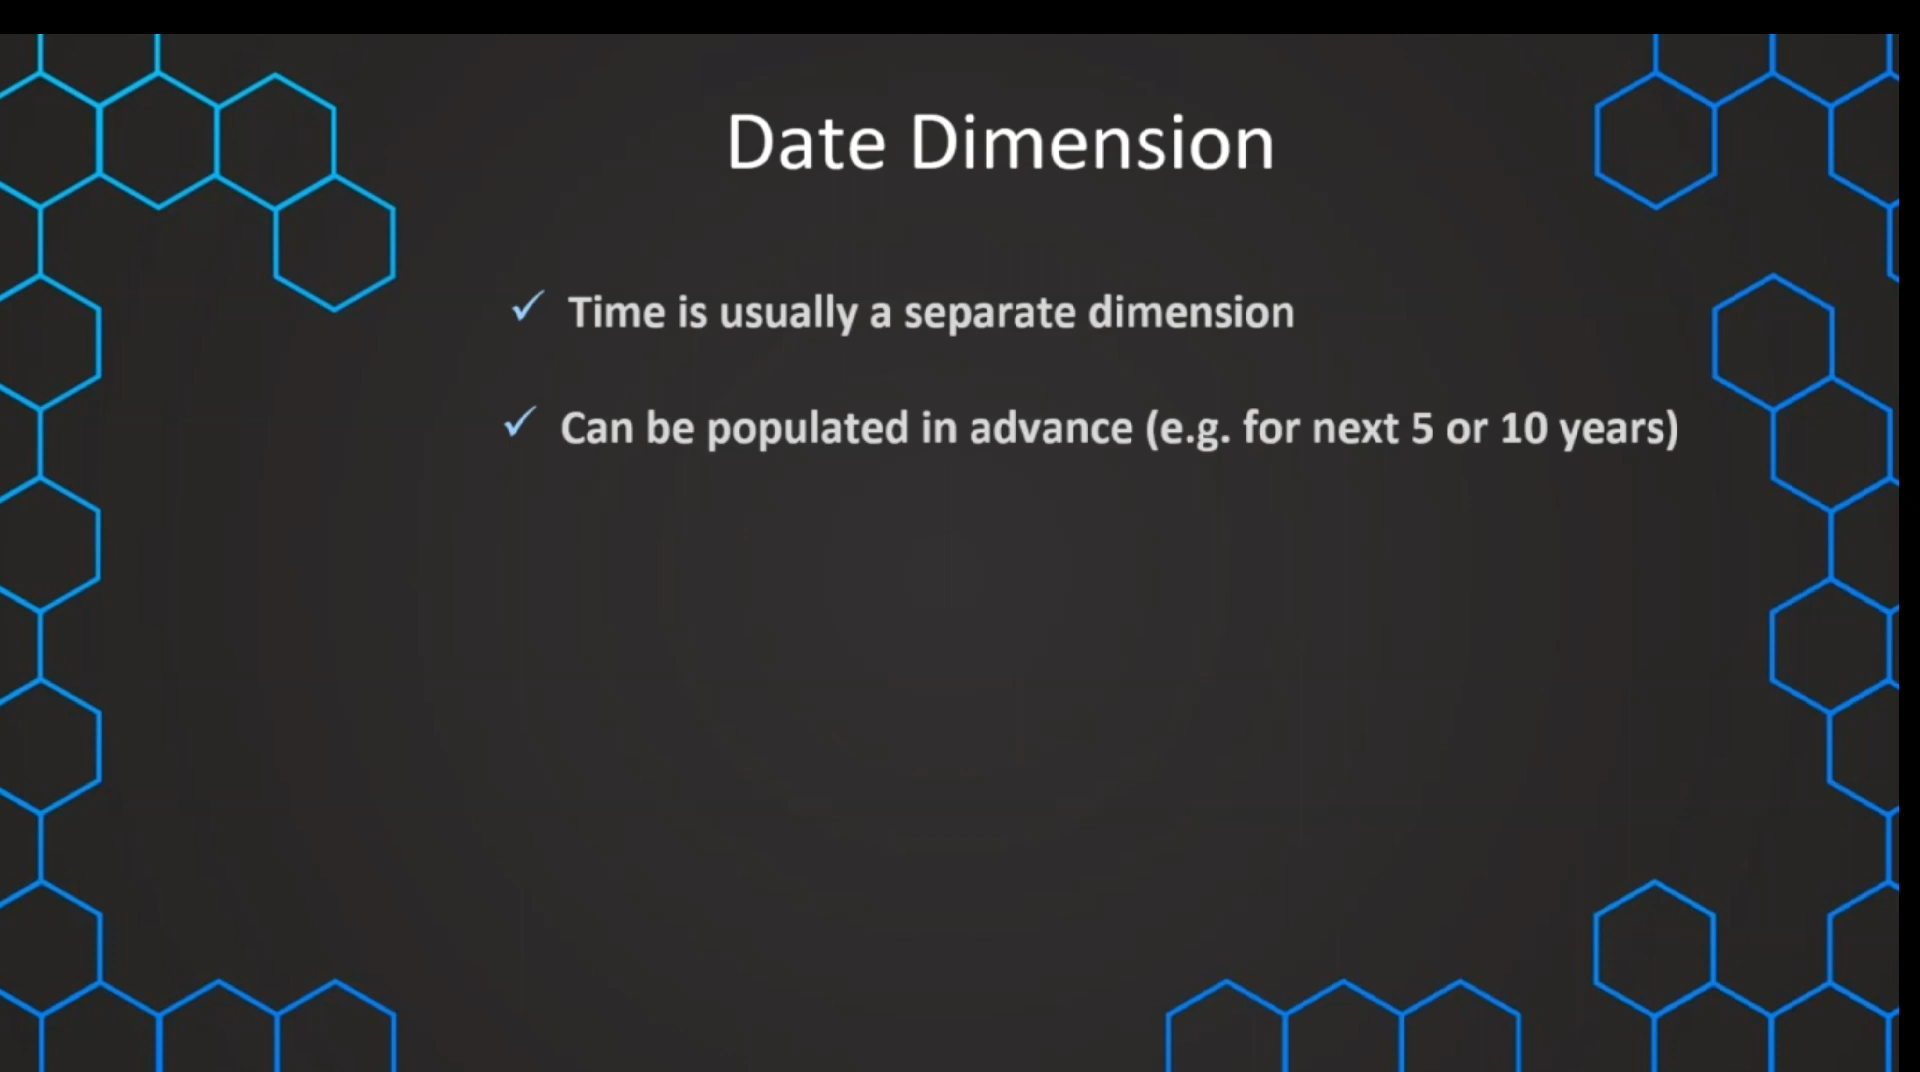 Date Dimension
✓ Time is usually a separate dimension
✓ Can be populated in advance (e.g. for next 5 or 10 years)